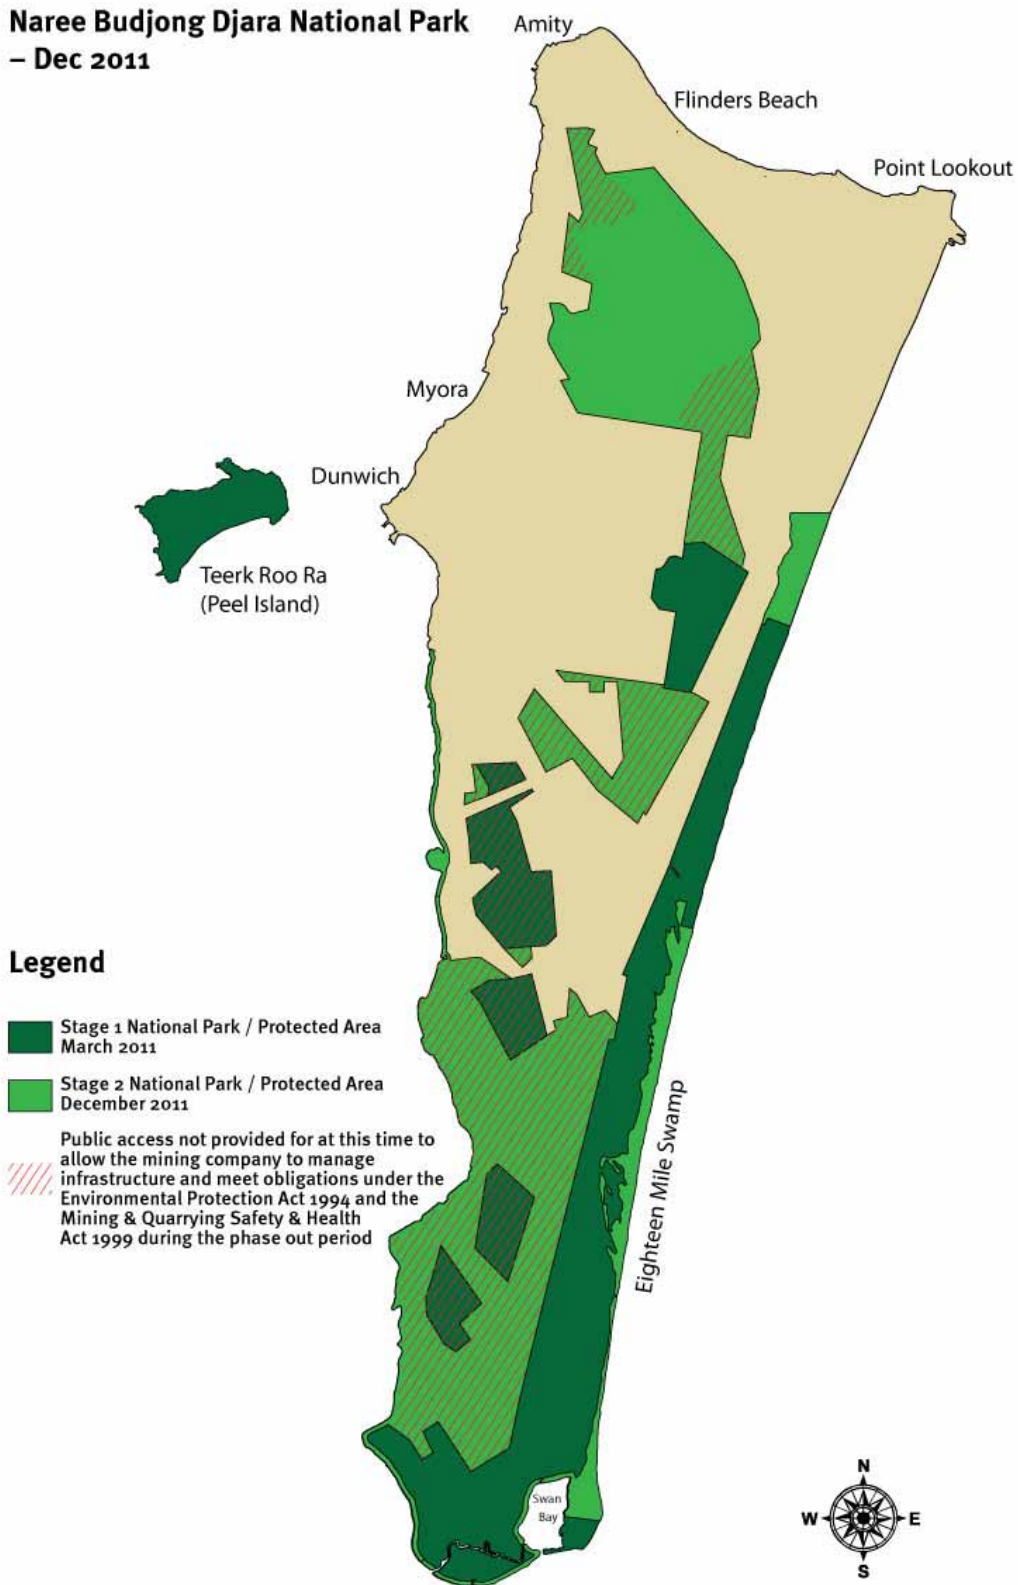 Naree Budjong Djara National Park
– Dec 2011
Amity
Flinders Beach
Point Lookout
Myora
Dunwich
Teerk Roo Ra
(Peel Island)
Legend
Stage 1 National Park / Protected Area
March 2011
Stage 2 National Park / Protected Area
December 2011
Public access not provided for at this time to
allow the mining company to manage
infrastructure and meet obligations under the
Environmental Protection Act 1994 and the
Mining & Quarrying Safety & Health
Act 1999 during the phase out period
Eighteen Mile Swamp
Swan
Bay
N
W
E
S